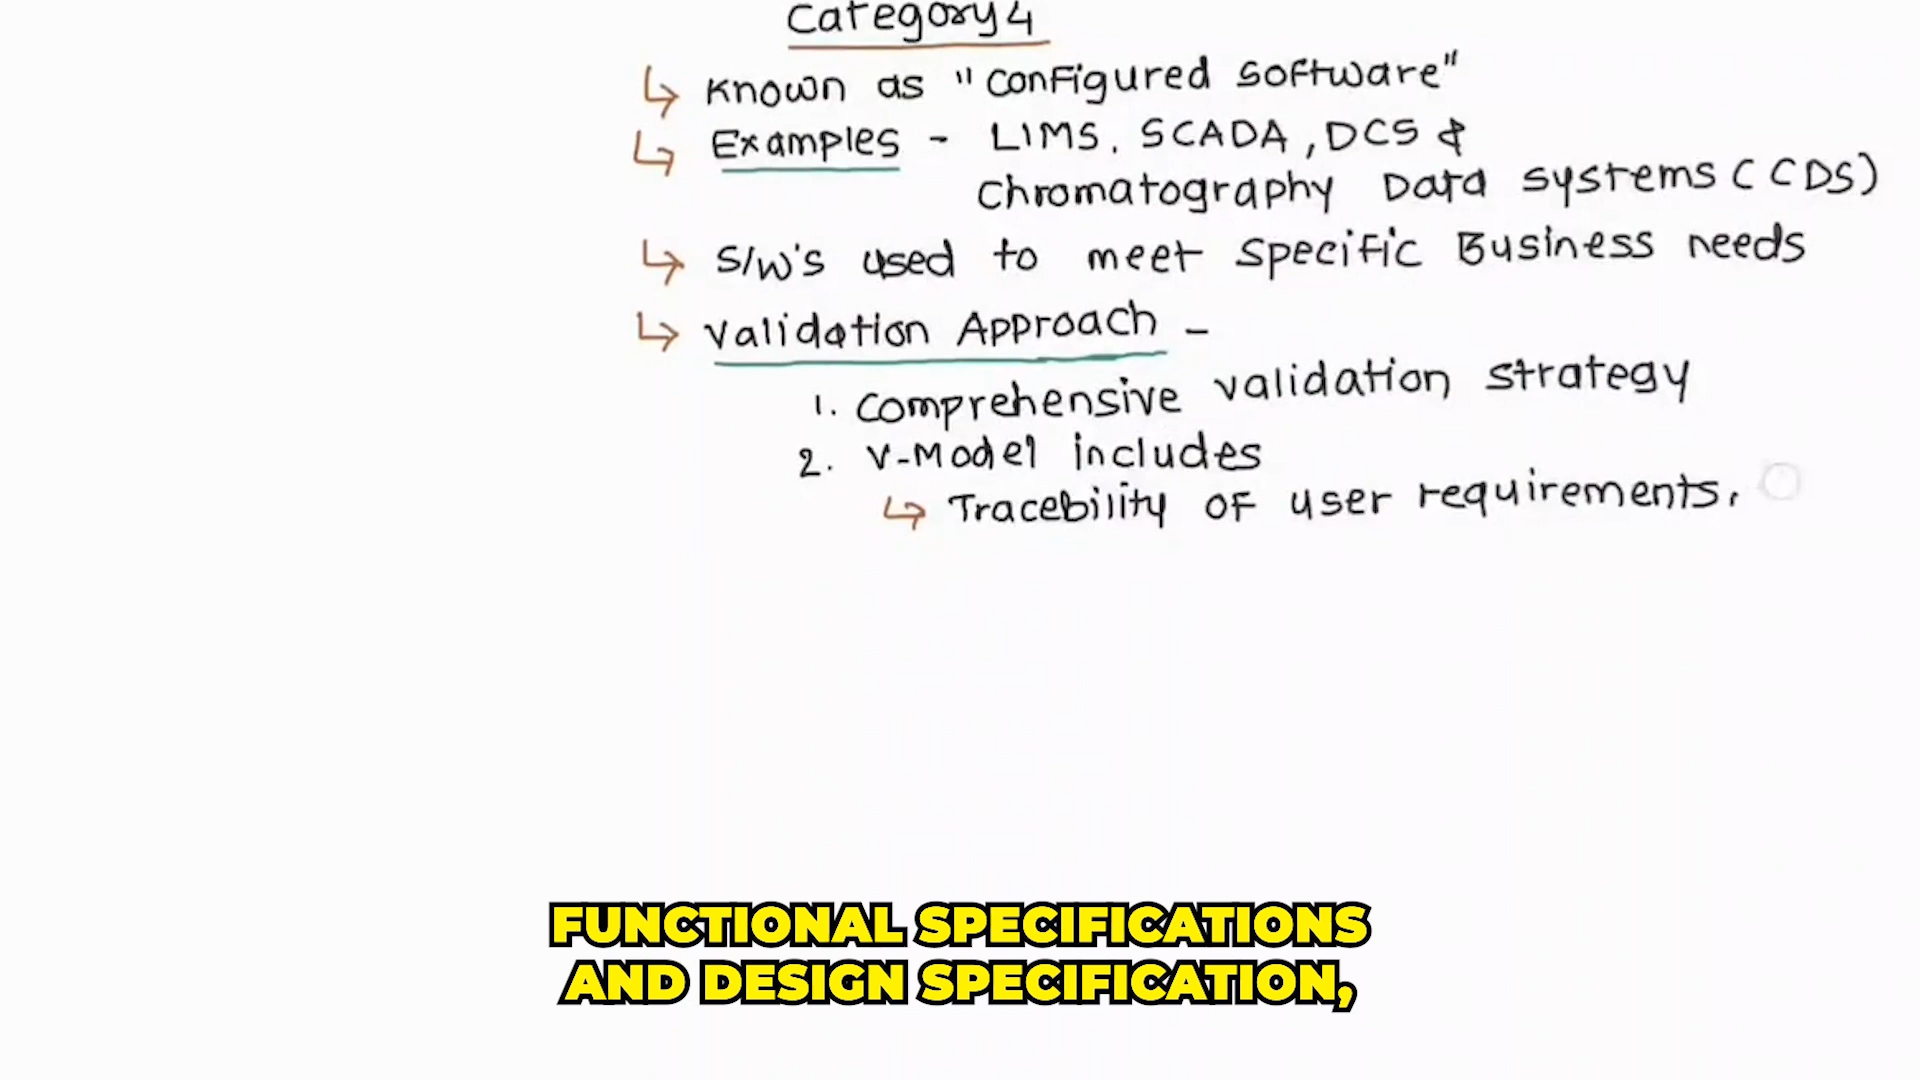 Category 4
↳ Known as "Configured Software"
↳ Examples - LIMS, SCADA, DCS &
Chromatography Data Systems (CDS)
↳ S/W's used to meet Specific Business needs
↳ Validation Approach -
1. Comprehensive validation strategy
2. V-Model includes
↳ Tracebility of user requirements,
FUNCTIONAL SPECIFICATIONS
AND DESIGN SPECIFICATION,